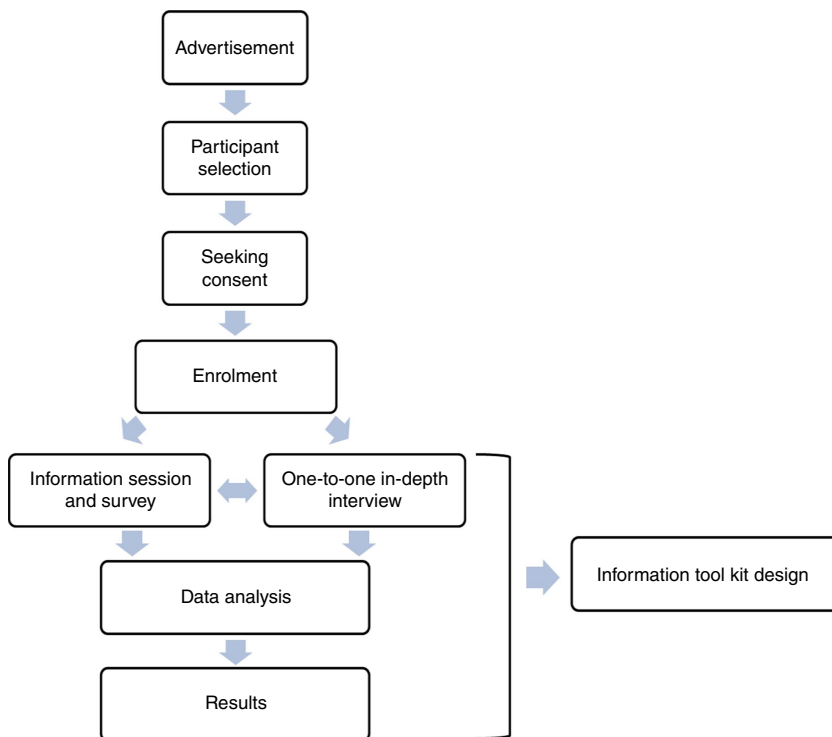 Advertisement
Participant
selection
Seeking
consent
Enrolment
Information session
and survey
One-to-one in-depth
interview
Data analysis
Information tool kit design
Results